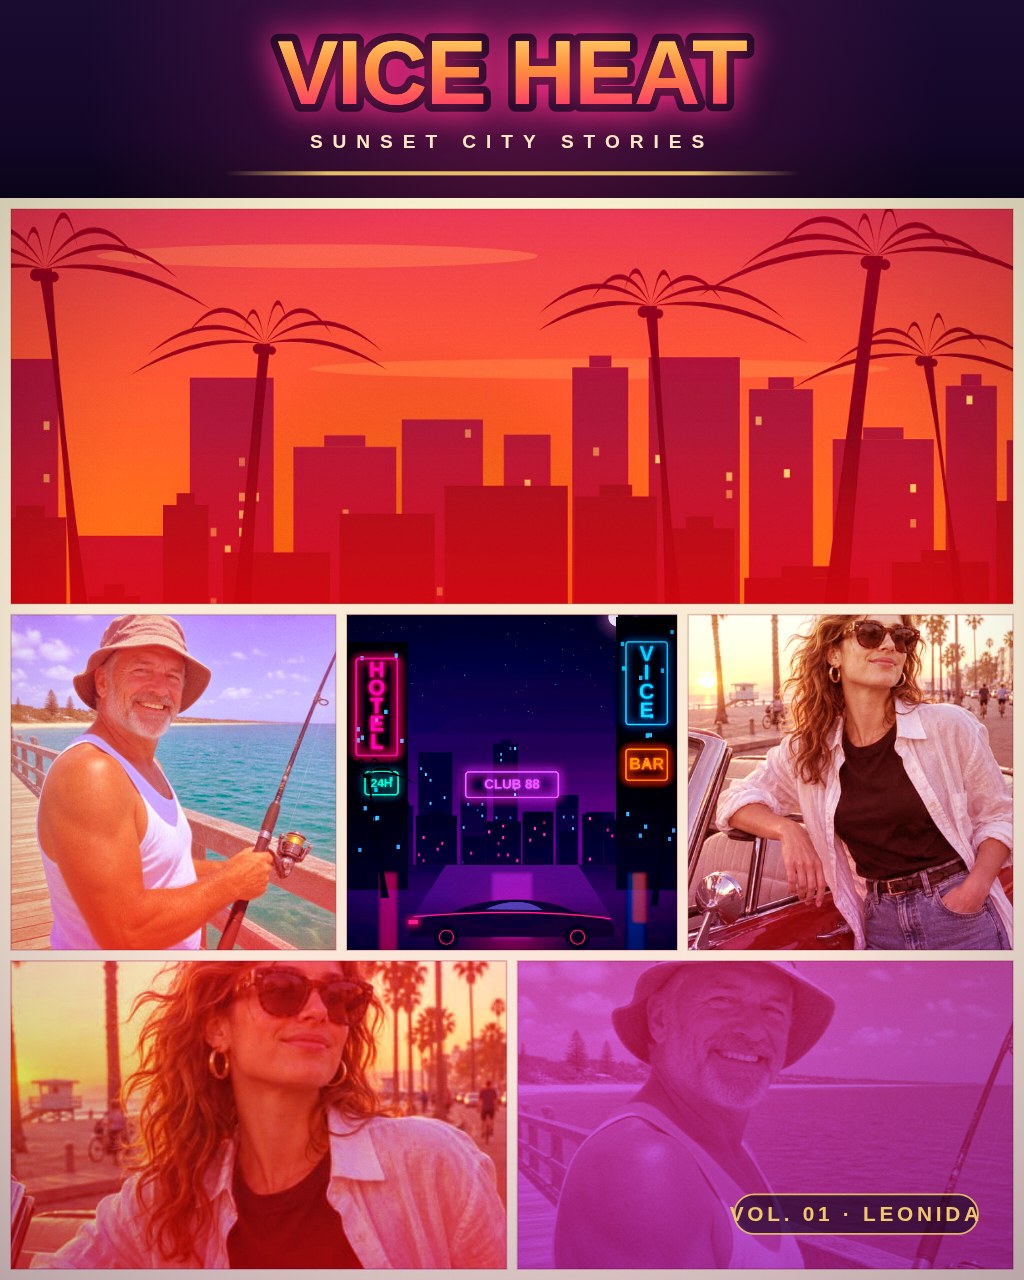 VICE HEAT
SUNSET CITY STORIES
HOTEL
24H
CLUB 88
VICE
BAR
VOL. 01 · LEONIDA